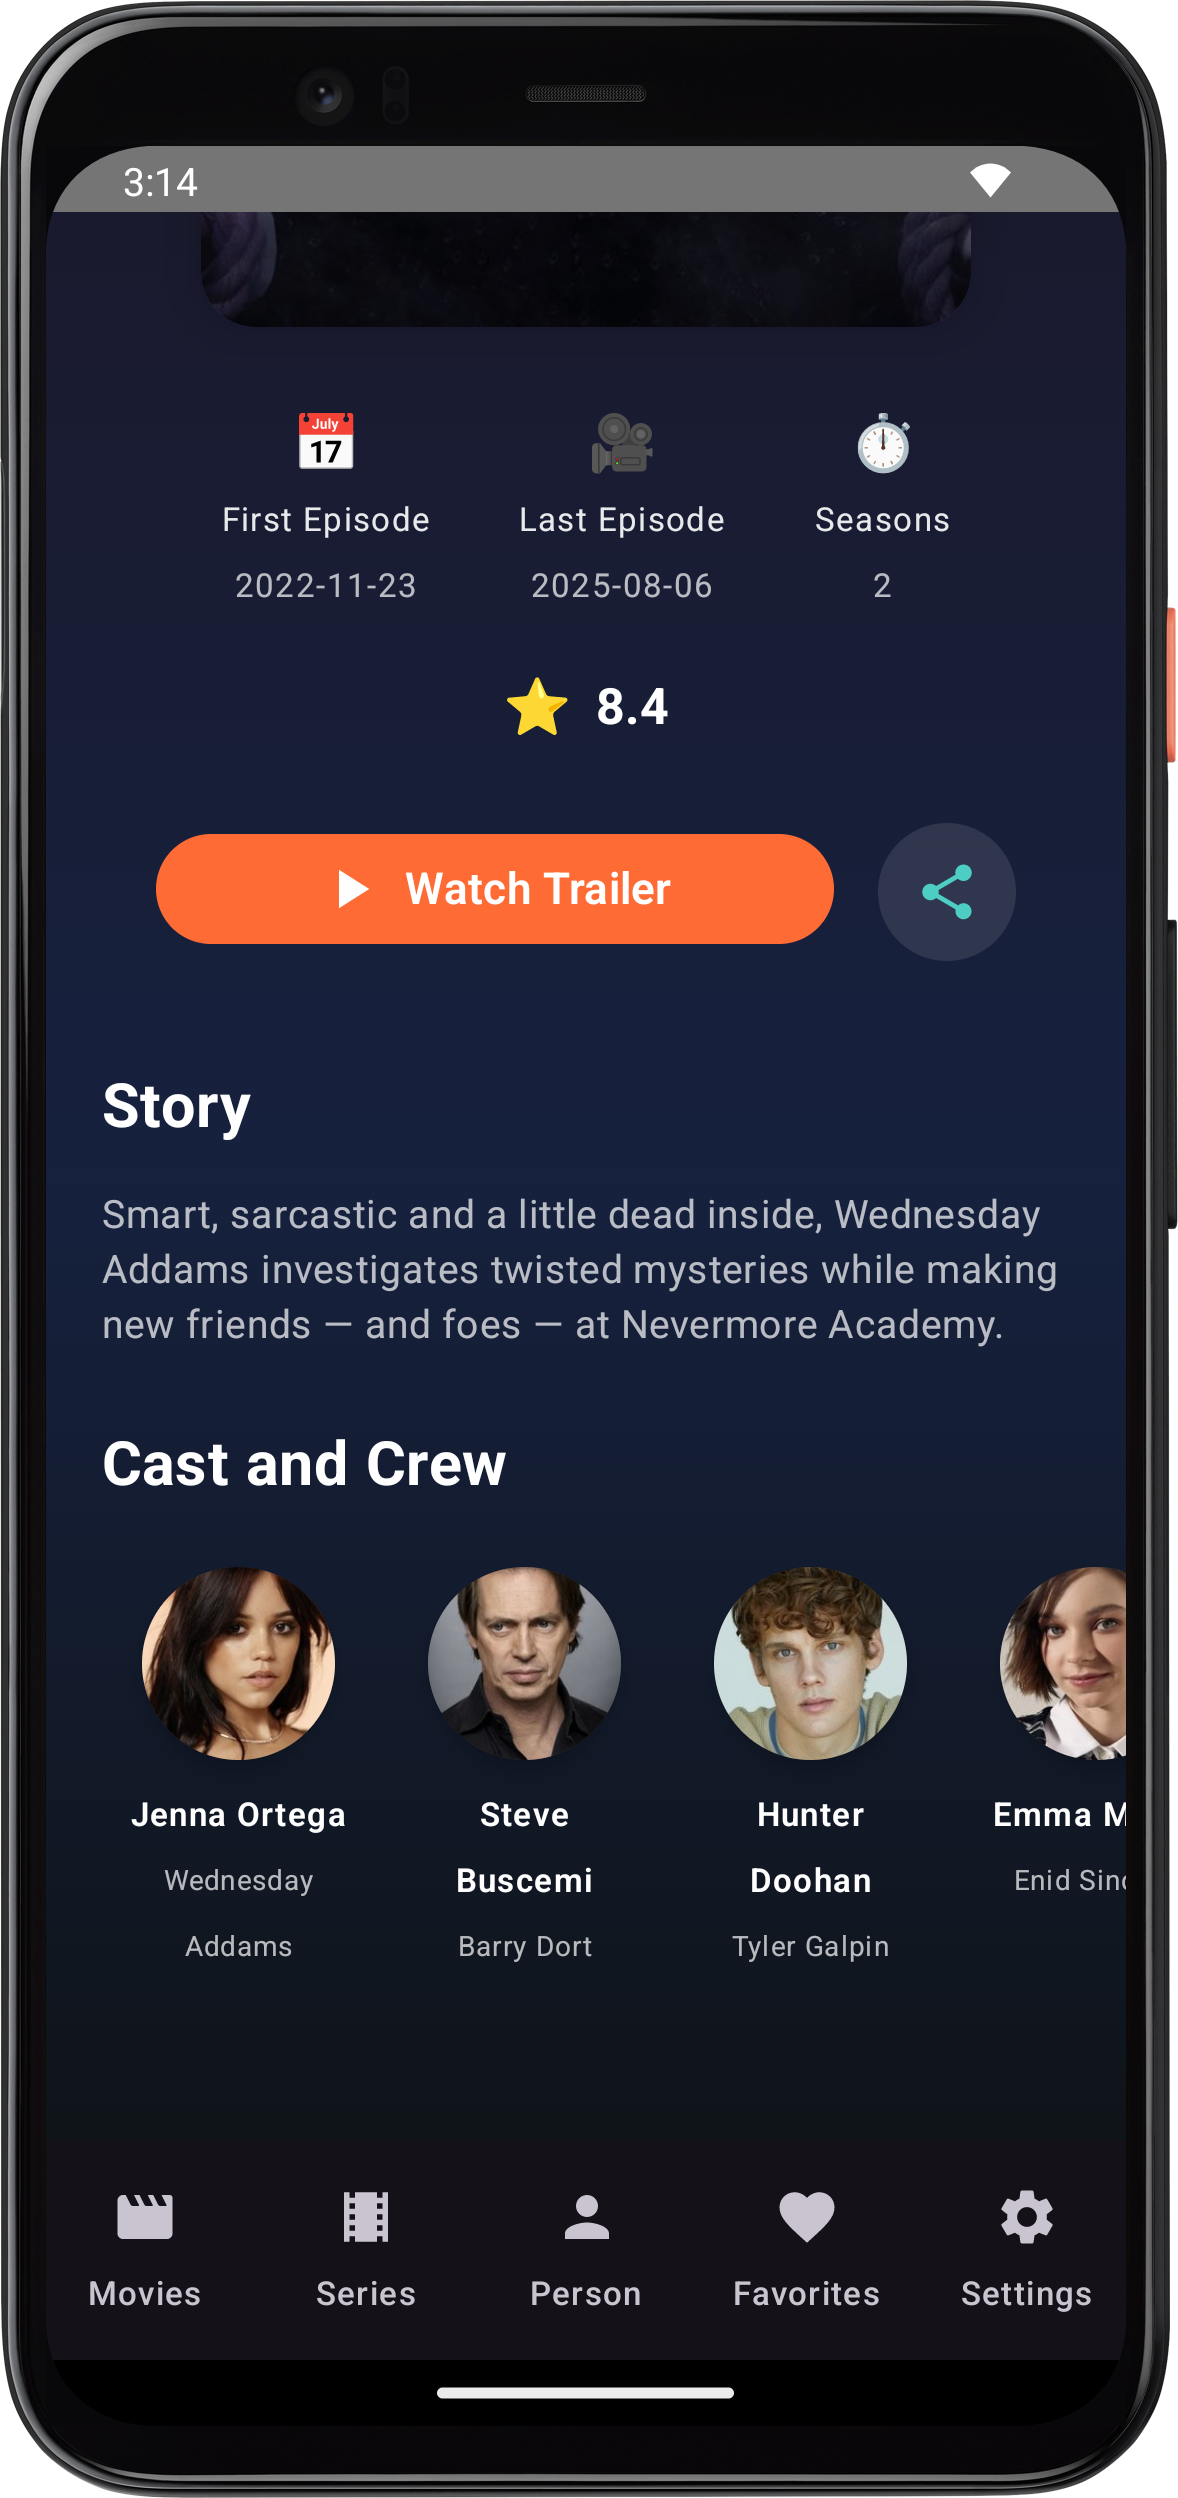 3:14
July
17
First Episode Last Episode Seasons
2022-11-23 2025-08-06 2
8.4
Watch Trailer
Story
Smart, sarcastic and a little dead inside, Wednesday
Addams investigates twisted mysteries while making
new friends — and foes — at Nevermore Academy.
Cast and Crew
Jenna Ortega
Wednesday
Addams
Steve
Buscemi
Barry Dort
Hunter
Doohan
Tyler Galpin
Emma M
Enid Sin
Movies Series Person Favorites Settings